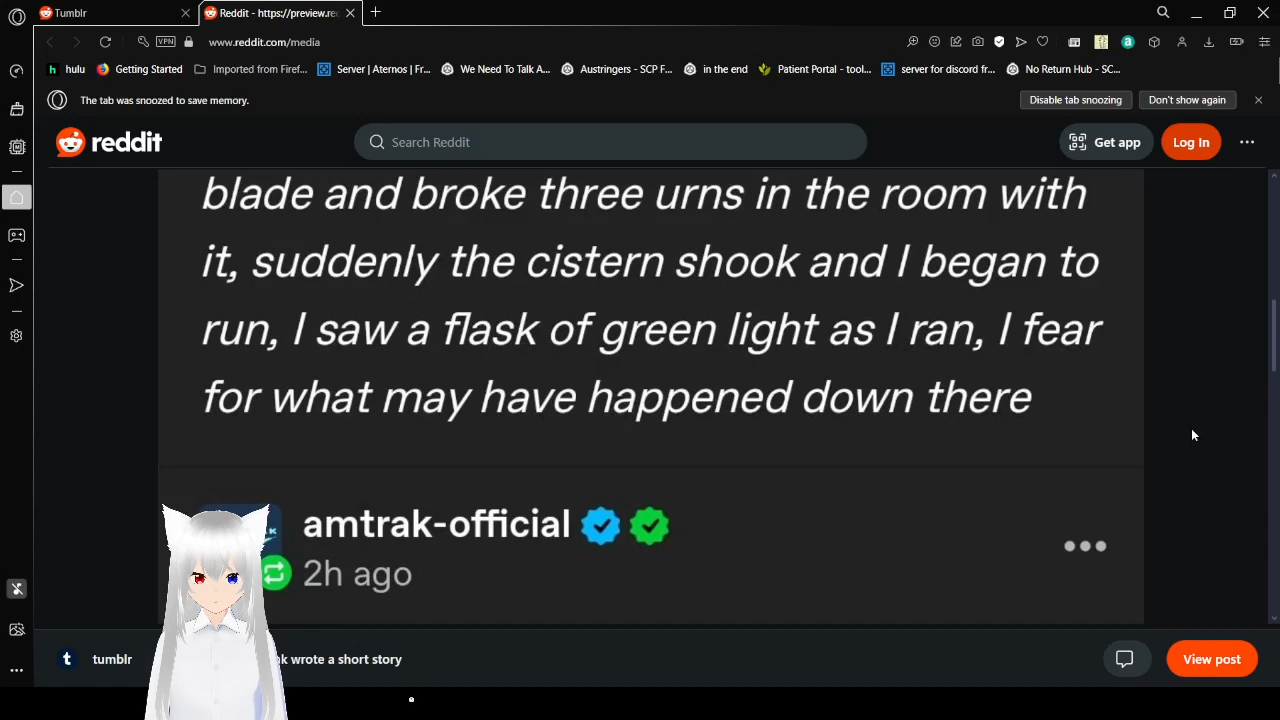 Tumblr
Reddit - https://preview.rec
VPN
www.reddit.com/media
hulu
Getting Started
Imported from Firef...
Server | Aternos | Fr...
We Need To Talk A...
Austringers - SCP F...
in the end
Patient Portal - tool...
server for discord fr...
No Return Hub - SC...
The tab was snoozed to save memory.
Disable tab snoozing
Don't show again
reddit
Search Reddit
Get app
Log In
blade and broke three urns in the room with
it, suddenly the cistern shook and I began to
run, I saw a flask of green light as I ran, I fear
for what may have happened down there
amtrak-official
2h ago
tumblr
wrote a short story
View post